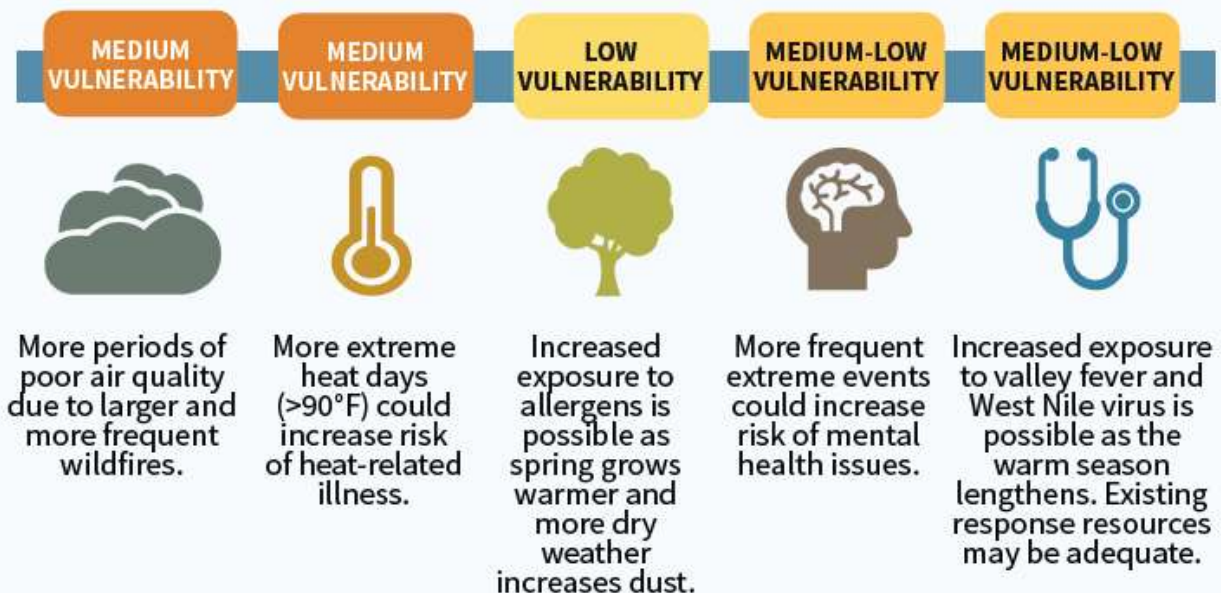 MEDIUM
VULNERABILITY
MEDIUM
VULNERABILITY
LOW
VULNERABILITY
MEDIUM-LOW
VULNERABILITY
MEDIUM-LOW
VULNERABILITY
More periods of
poor air quality
due to larger and
more frequent
wildfires.
More extreme
heat days
(>90°F) could
increase risk
of heat-related
illness.
Increased
exposure to
allergens is
possible as
spring grows
warmer and
more dry
weather
increases dust.
More frequent
extreme events
could increase
risk of mental
health issues.
Increased exposure
to valley fever and
West Nile virus is
possible as the
warm season
lengthens. Existing
response resources
may be adequate.